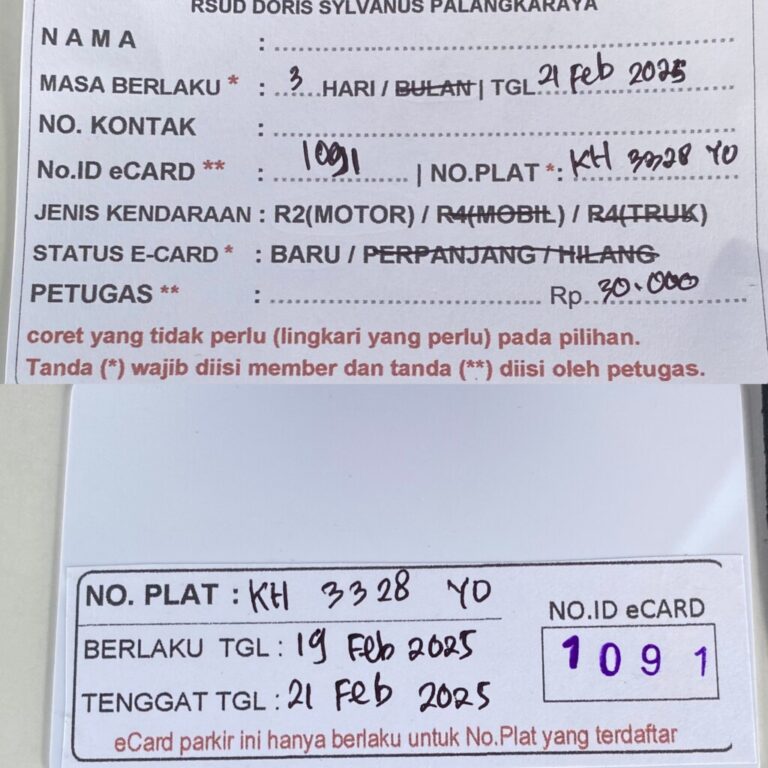 RSUD DORIS SYLVANUS PALANGKARAYA
NAMA :
MASA BERLAKU * : 3 HARI / BULAN | TGL 21 Feb 2025
NO. KONTAK :
No.ID eCARD ** : 1091 | NO.PLAT *: KH 3328 YO
JENIS KENDARAAN : R2(MOTOR) / R4(MOBIL) / R4(TRUK)
STATUS E-CARD * : BARU / PERPANJANG / HILANG
PETUGAS ** : Rp. 30.000
coret yang tidak perlu (lingkari yang perlu) pada pilihan.
Tanda (*) wajib diisi member dan tanda (**) diisi oleh petugas.
NO. PLAT : KH 3328 YO
BERLAKU TGL : 19 Feb 2025
TENGGAT TGL : 21 Feb 2025
NO.ID eCARD
1091
eCard parkir ini hanya berlaku untuk No.Plat yang terdaftar